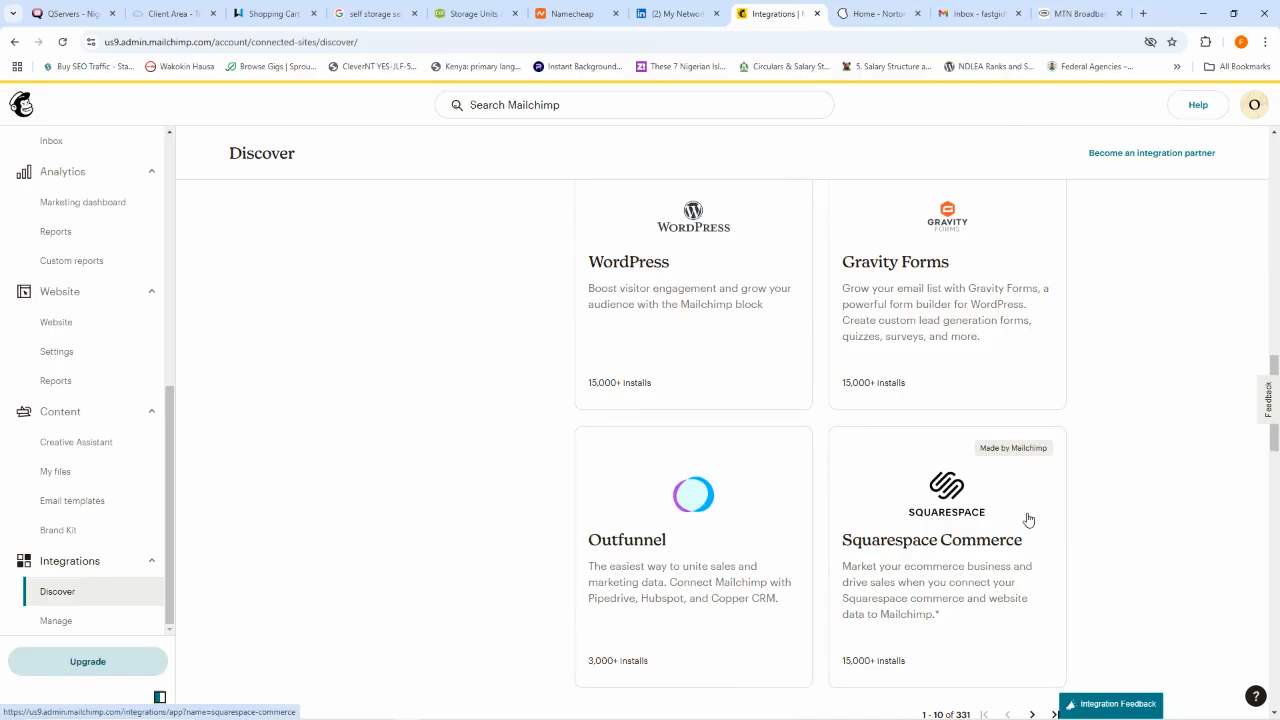 QServers - Nig
Client Area - T
Shopping Cart
self storage se
Storage Units
Namecheap
(2) My Netwo
Integrations |
Home - Norto
Inbox - fastgid
MTN Broadba
us9.admin.mailchimp.com/account/connected-sites/discover/
Buy SEO Traffic - Sta...
Wakokin Hausa
Browse Gigs | Sprou...
CleverNT YES-JLF-5...
Kenya: primary lang...
Instant Background...
These 7 Nigerian Isl...
Circulars & Salary St...
5. Salary Structure a...
NDLEA Ranks and S...
Federal Agencies –...
All Bookmarks
Search Mailchimp
Help
O
Inbox
Discover
Become an integration partner
Analytics
Marketing dashboard
Reports
Custom reports
Website
Website
Settings
Reports
Content
Creative Assistant
My files
Email templates
Brand Kit
Integrations
Discover
Manage
Upgrade
WORDPRESS
WordPress
Boost visitor engagement and grow your
audience with the Mailchimp block
15,000+ installs
GRAVITY
FORMS
Gravity Forms
Grow your email list with Gravity Forms, a
powerful form builder for WordPress.
Create custom lead generation forms,
quizzes, surveys, and more.
15,000+ installs
Outfunnel
The easiest way to unite sales and
marketing data. Connect Mailchimp with
Pipedrive, Hubspot, and Copper CRM.
3,000+ installs
Made by Mailchimp
SQUARESPACE
Squarespace Commerce
Market your ecommerce business and
drive sales when you connect your
Squarespace commerce and website
data to Mailchimp.*
15,000+ installs
Feedback
Integration Feedback
?
1 - 10 of 331
https://us9.admin.mailchimp.com/integrations/app?name=squarespace-commerce